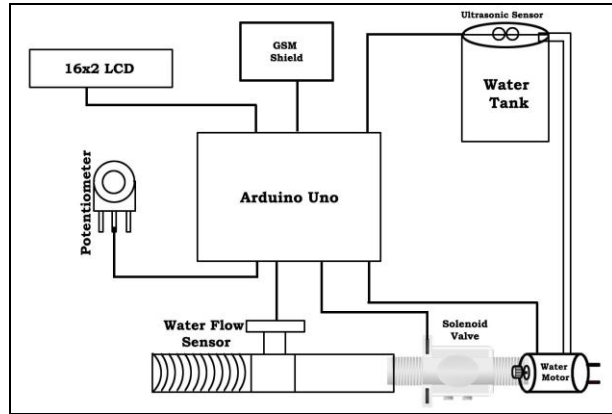 Ultrasonic Sensor
GSM
Shield
16x2 LCD
Water
Tank
Arduino Uno
Potentiometer
Water Flow
Sensor
Solenoid
Valve
Water
Motor